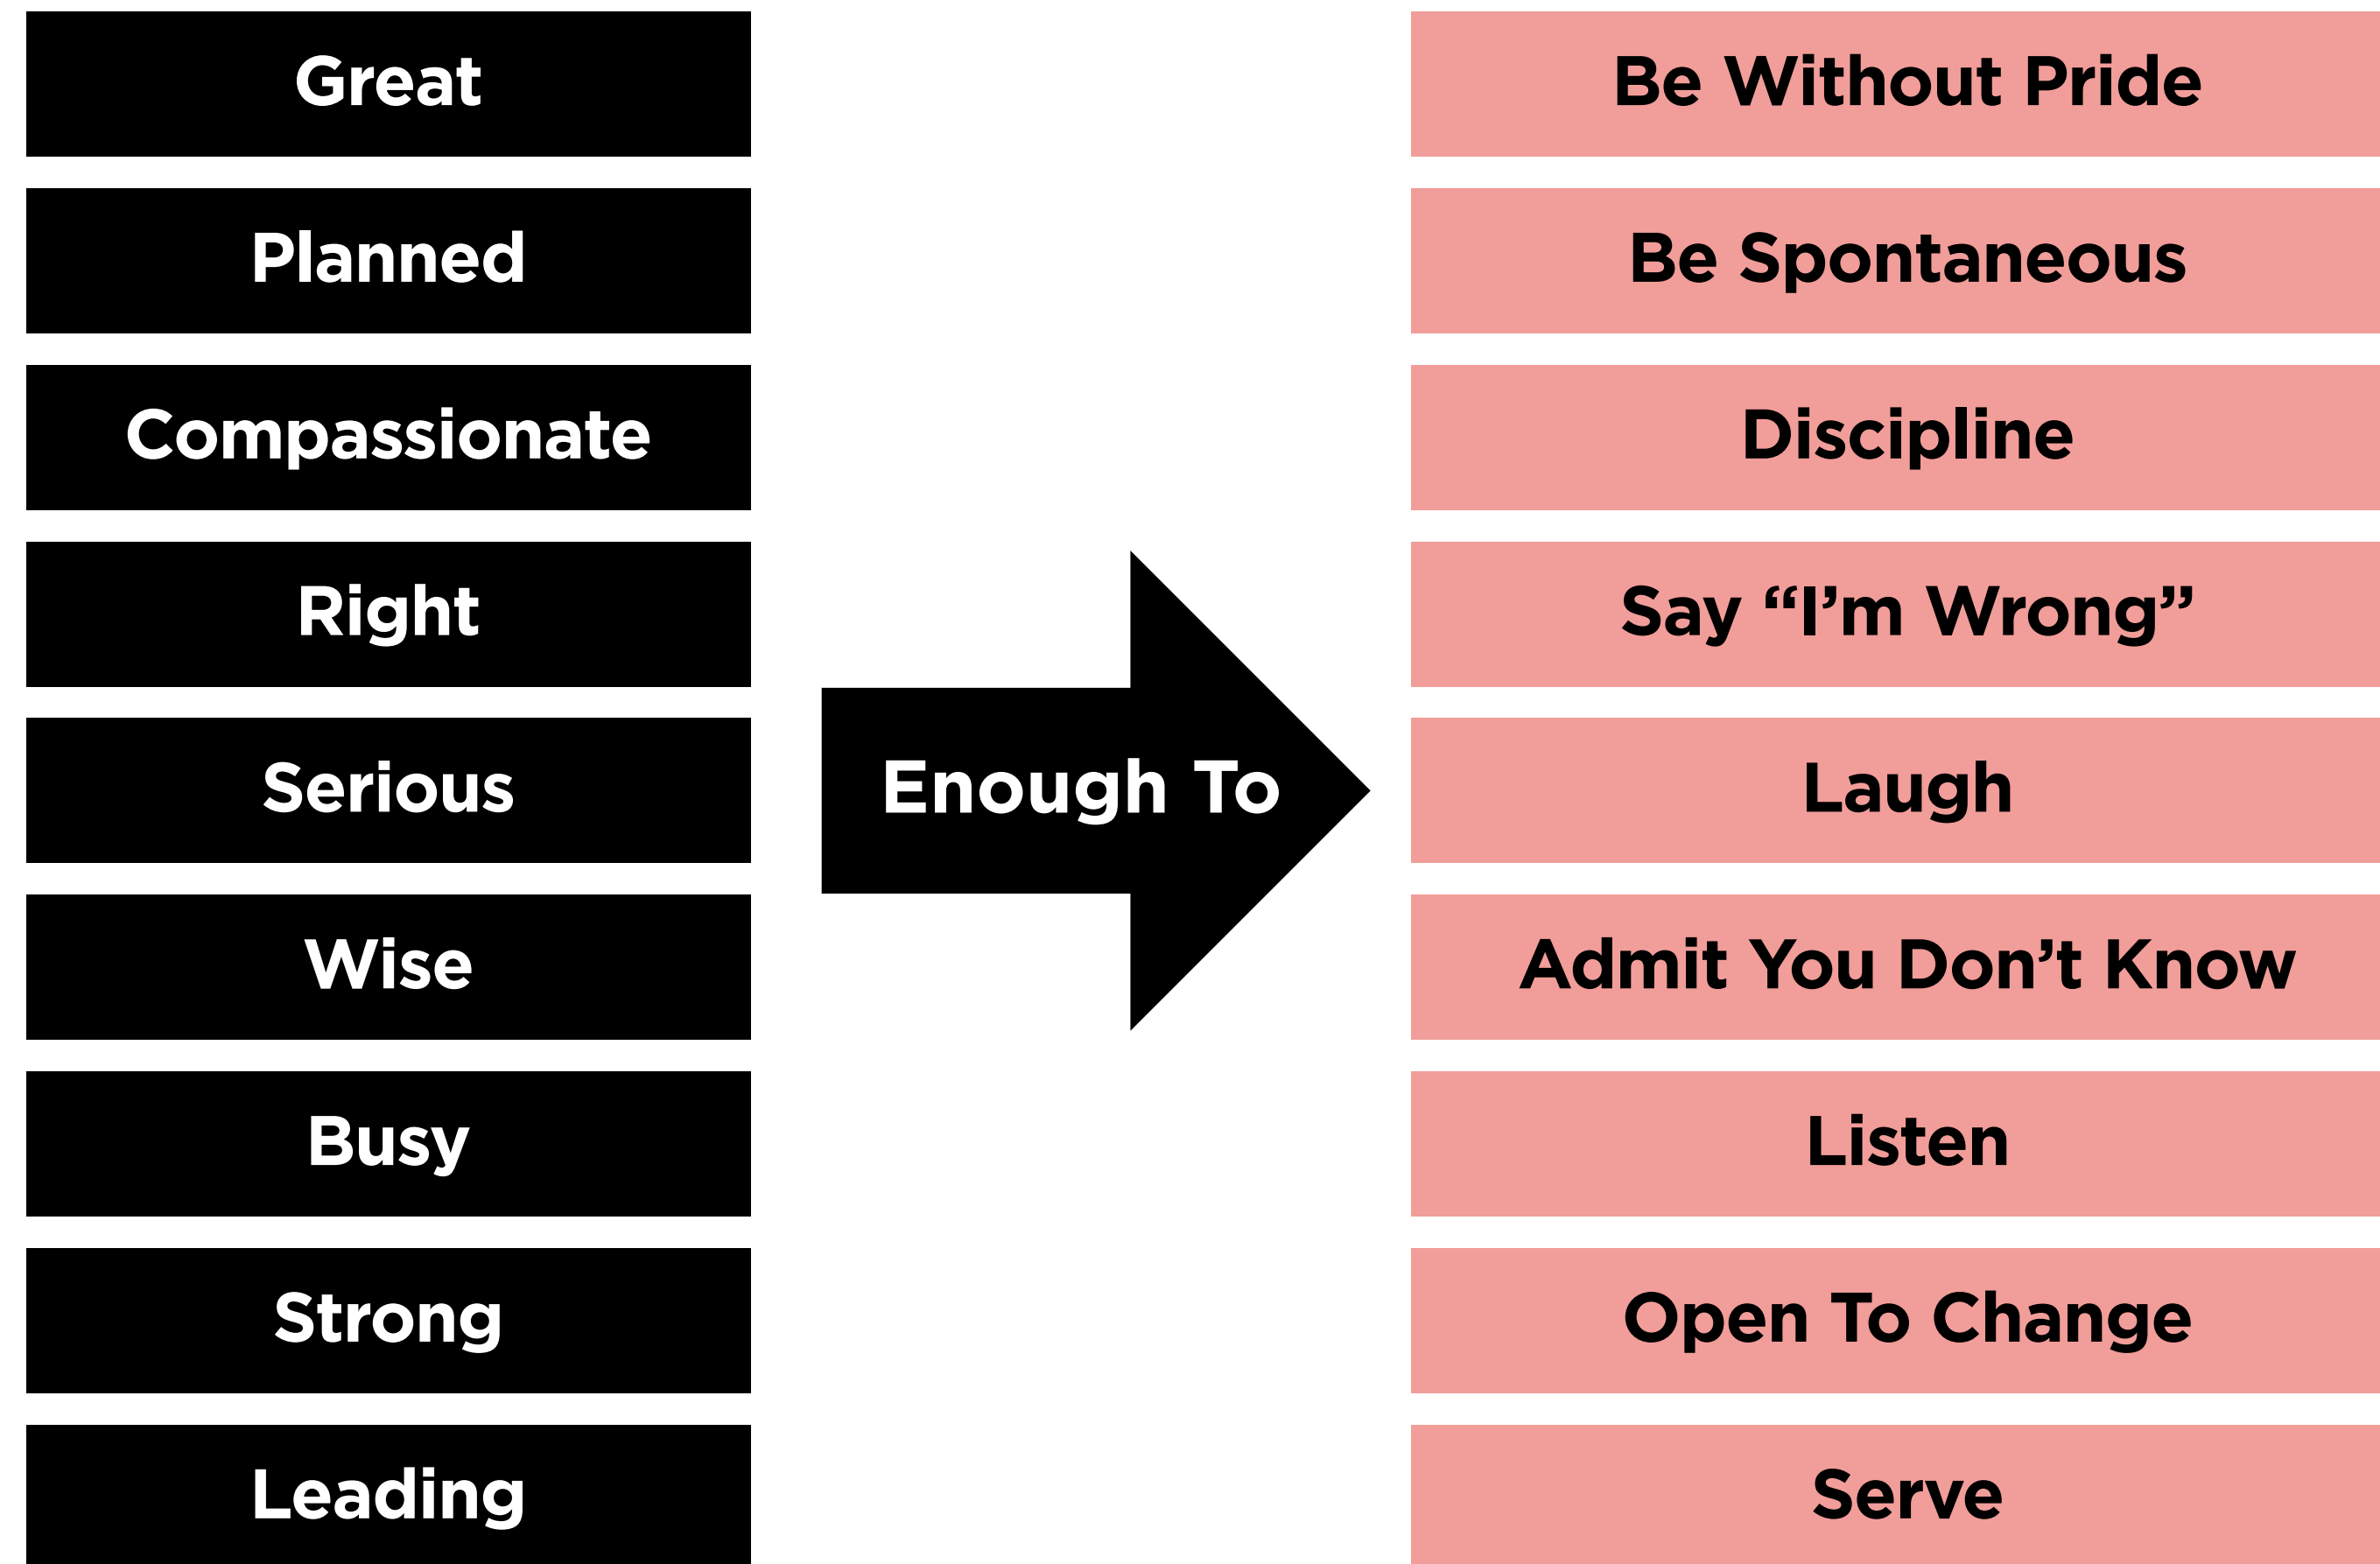 Great
Be Without Pride
Planned
Be Spontaneous
Compassionate
Discipline
Right
Say “I’m Wrong”
Serious
Enough To
Laugh
Wise
Admit You Don’t Know
Busy
Listen
Strong
Open To Change
Leading
Serve